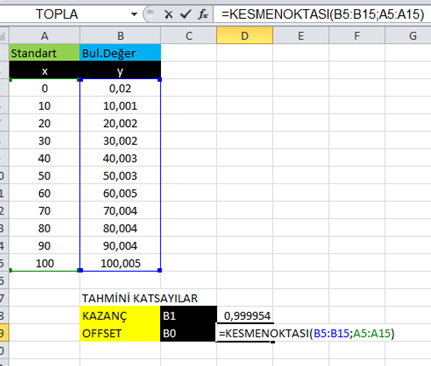 TOPLA fx =KESMENOKTASI(B5:B15;A5:A15)
A B C D E F G
Standart Bul.Değer
x y
0 0,02
10 10,001
20 20,002
30 30,002
40 40,003
0 50 50,003
1 60 60,005
2 70 70,004
3 80 80,004
4 90 90,004
5 100 100,005
6
7 TAHMİNİ KATSAYILAR
8 KAZANÇ B1 0,999954
9 OFFSET B0 =KESMENOKTASI(B5:B15;A5:A15)
0